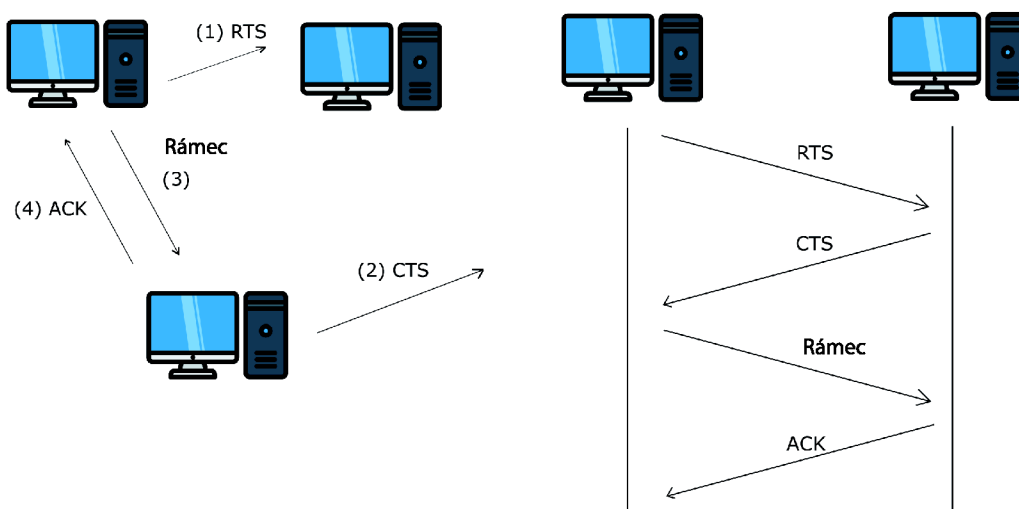 (1) RTS
Rámec
(3)
(4) ACK
(2) CTS
RTS
CTS
Rámec
ACK